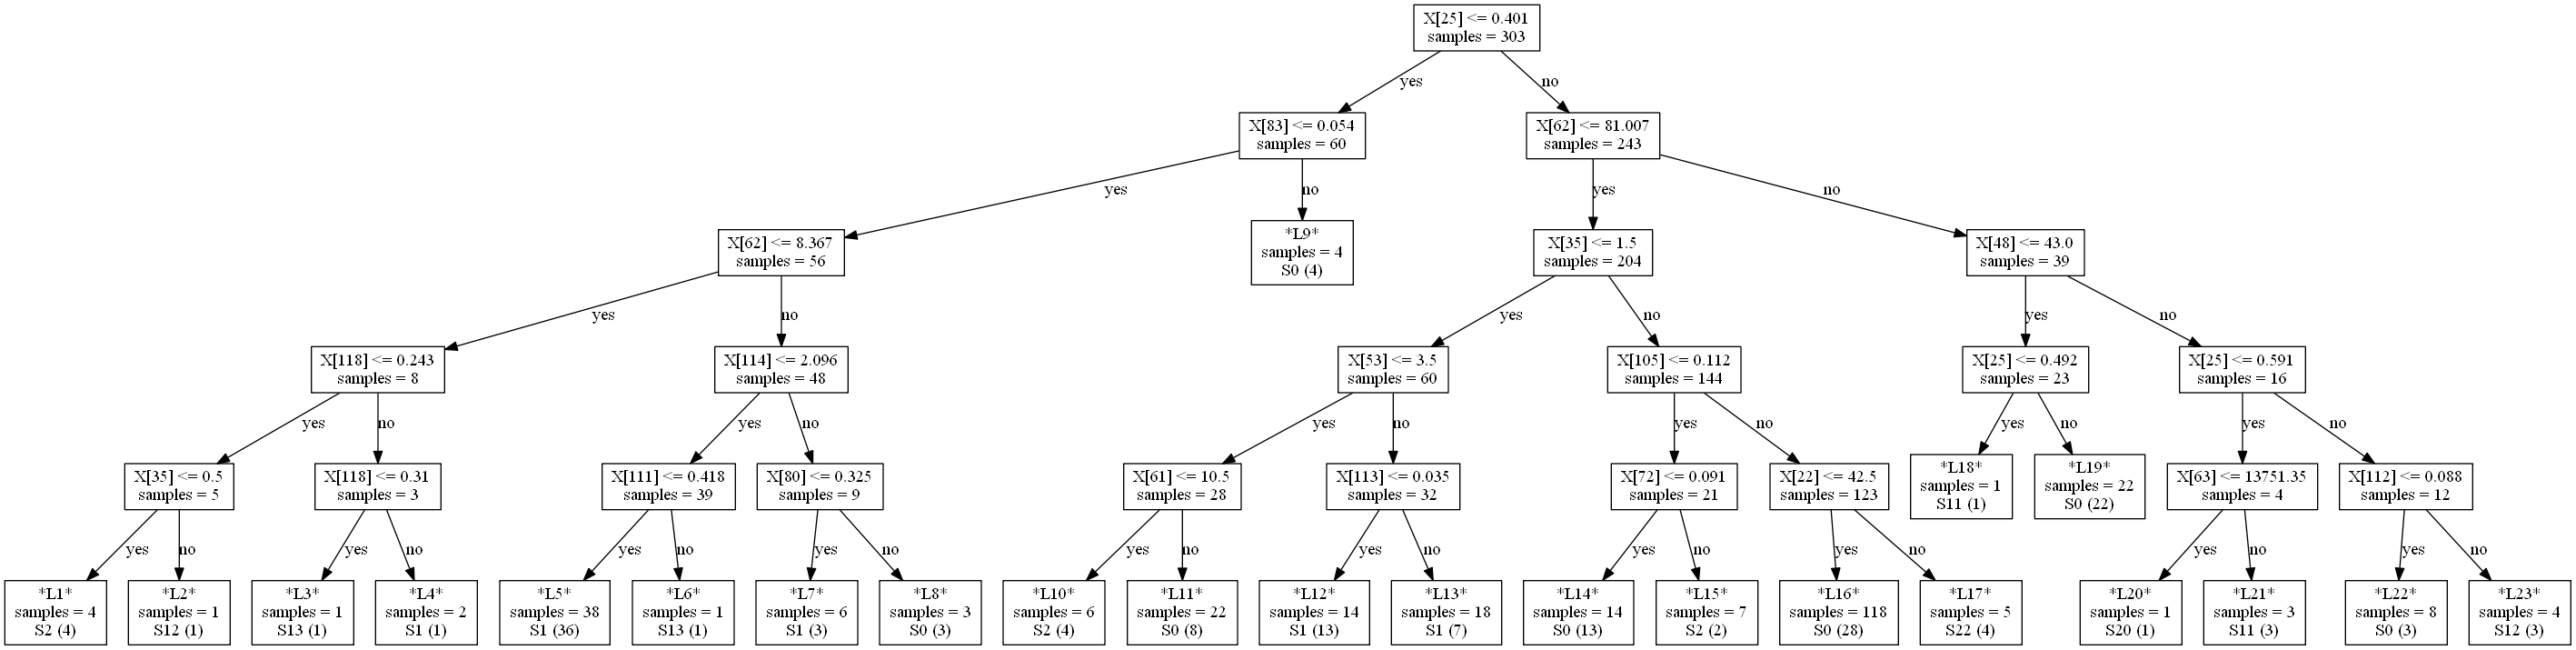 X[25] <= 0.401
samples = 303
yes
no
X[83] <= 0.054
samples = 60
X[62] <= 81.007
samples = 243
yes
no
yes
no
X[62] <= 8.367
samples = 56
*L9*
samples = 4
S0 (4)
X[35] <= 1.5
samples = 204
X[48] <= 43.0
samples = 39
yes
no
yes
no
yes
no
X[118] <= 0.243
samples = 8
X[114] <= 2.096
samples = 48
X[53] <= 3.5
samples = 60
X[105] <= 0.112
samples = 144
X[25] <= 0.492
samples = 23
X[25] <= 0.591
samples = 16
yes
no
yes
no
yes
no
yes
no
yes
no
yes
no
X[35] <= 0.5
samples = 5
X[118] <= 0.31
samples = 3
X[111] <= 0.418
samples = 39
X[80] <= 0.325
samples = 9
X[61] <= 10.5
samples = 28
X[113] <= 0.035
samples = 32
X[72] <= 0.091
samples = 21
X[22] <= 42.5
samples = 123
*L18*
samples = 1
S11 (1)
*L19*
samples = 22
S0 (22)
X[63] <= 13751.35
samples = 4
X[112] <= 0.088
samples = 12
yes
no
yes
no
yes
no
yes
no
yes
no
yes
no
yes
no
yes
no
yes
no
yes
no
*L1*
samples = 4
S2 (4)
*L2*
samples = 1
S12 (1)
*L3*
samples = 1
S13 (1)
*L4*
samples = 2
S1 (1)
*L5*
samples = 38
S1 (36)
*L6*
samples = 1
S13 (1)
*L7*
samples = 6
S1 (3)
*L8*
samples = 3
S0 (3)
*L10*
samples = 6
S2 (4)
*L11*
samples = 22
S0 (8)
*L12*
samples = 14
S1 (13)
*L13*
samples = 18
S1 (7)
*L14*
samples = 14
S0 (13)
*L15*
samples = 7
S2 (2)
*L16*
samples = 118
S0 (28)
*L17*
samples = 5
S22 (4)
*L20*
samples = 1
S20 (1)
*L21*
samples = 3
S11 (3)
*L22*
samples = 8
S0 (3)
*L23*
samples = 4
S12 (3)